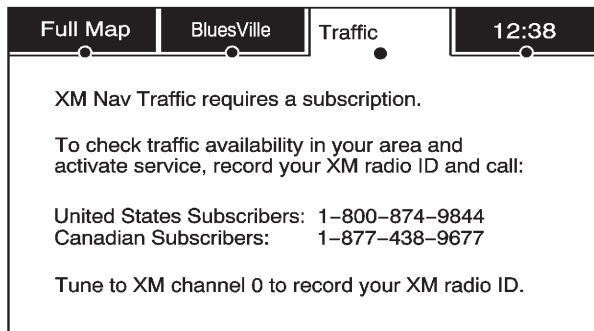 Full Map BluesVille Traffic 12:38
XM Nav Traffic requires a subscription.
To check traffic availability in your area and
activate service, record your XM radio ID and call:
United States Subscribers: 1–800–874–9844
Canadian Subscribers: 1–877–438–9677
Tune to XM channel 0 to record your XM radio ID.